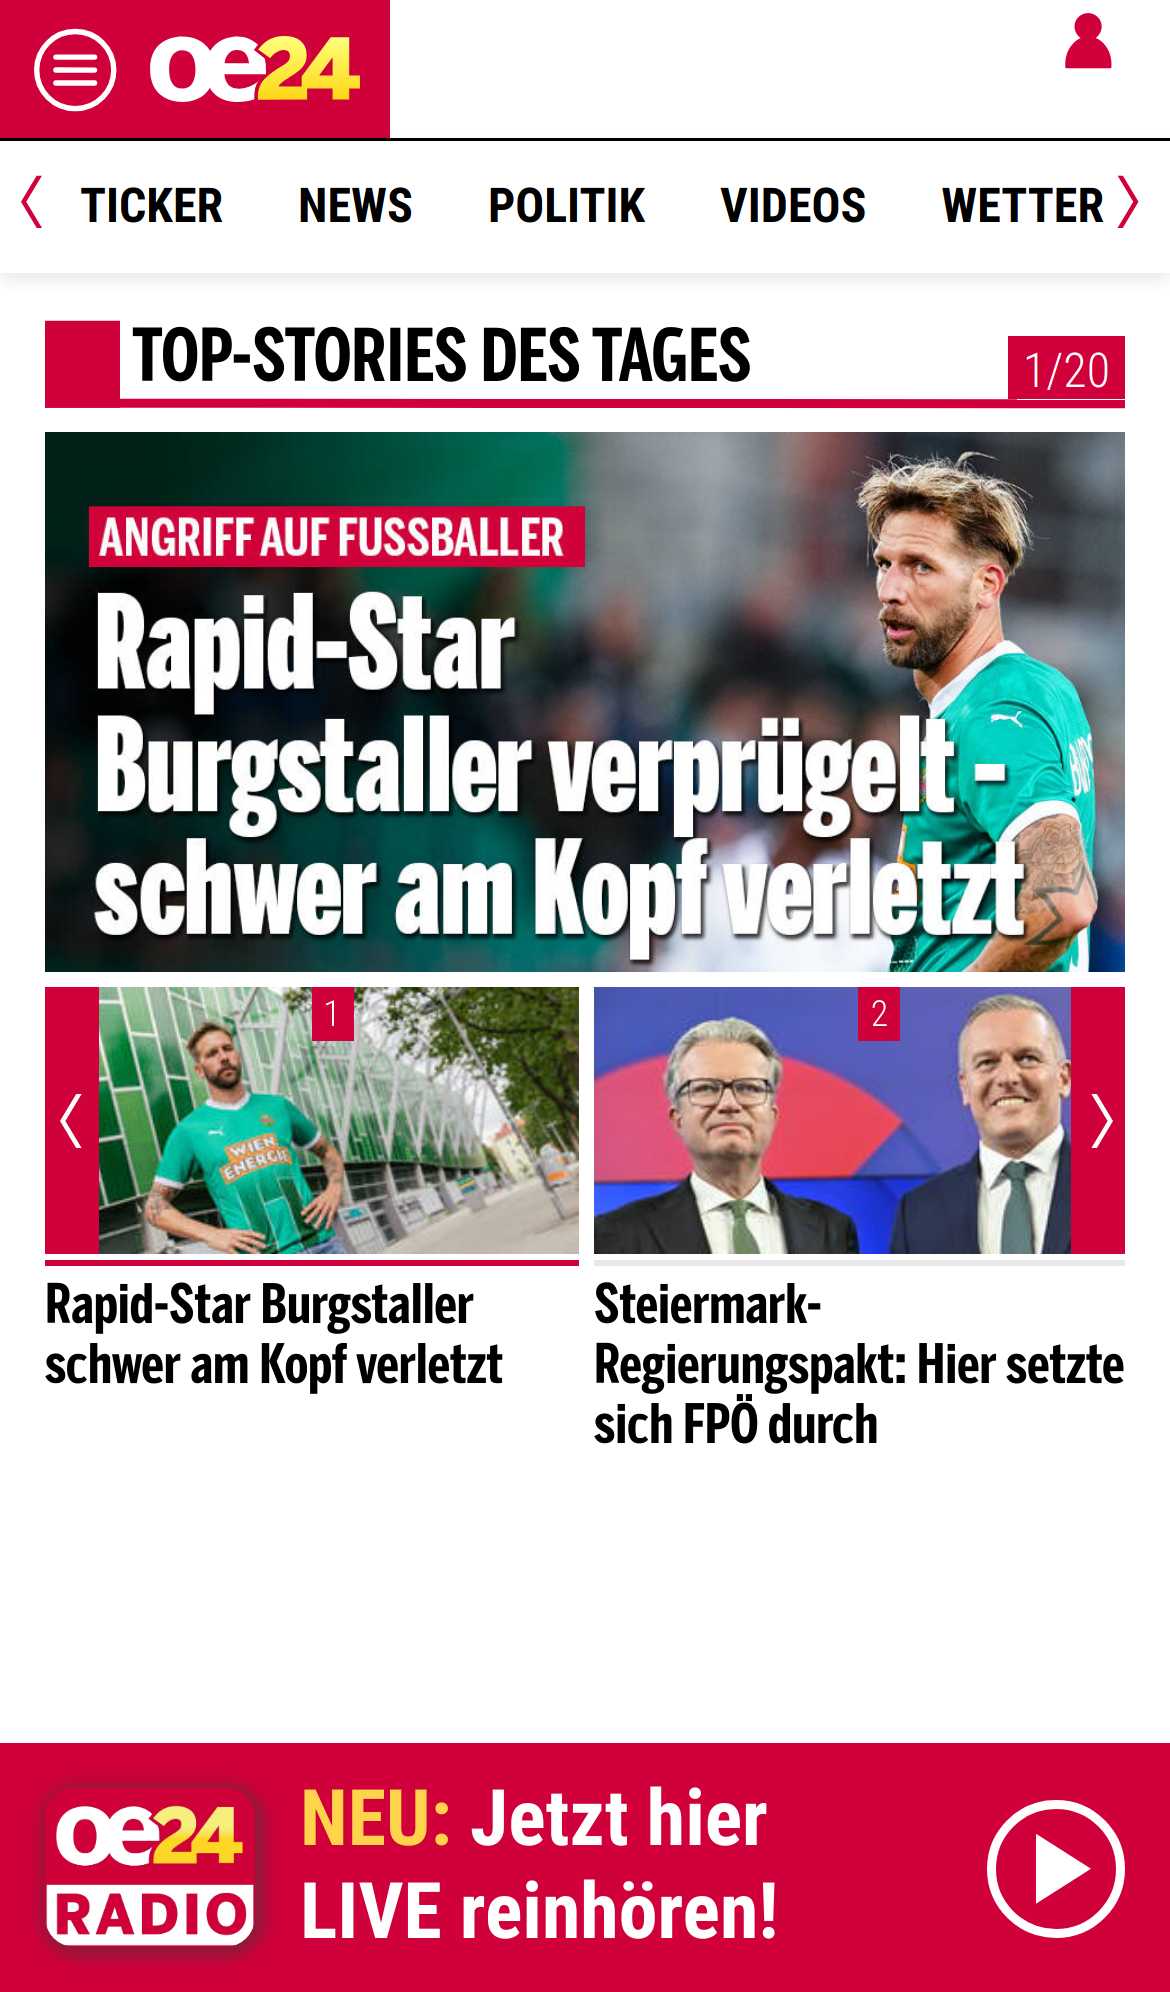 oe24
TICKER NEWS POLITIK VIDEOS WETTER
TOP-STORIES DES TAGES
1/20
ANGRIFF AUF FUSSBALLER
Rapid-Star
Burgstaller verprügelt -
schwer am Kopf verletzt
1
WIEN
ENERGIE
2
Rapid-Star Burgstaller
schwer am Kopf verletzt
Steiermark-
Regierungspakt: Hier setzte
sich FPÖ durch
oe24
RADIO
NEU: Jetzt hier
LIVE reinhören!